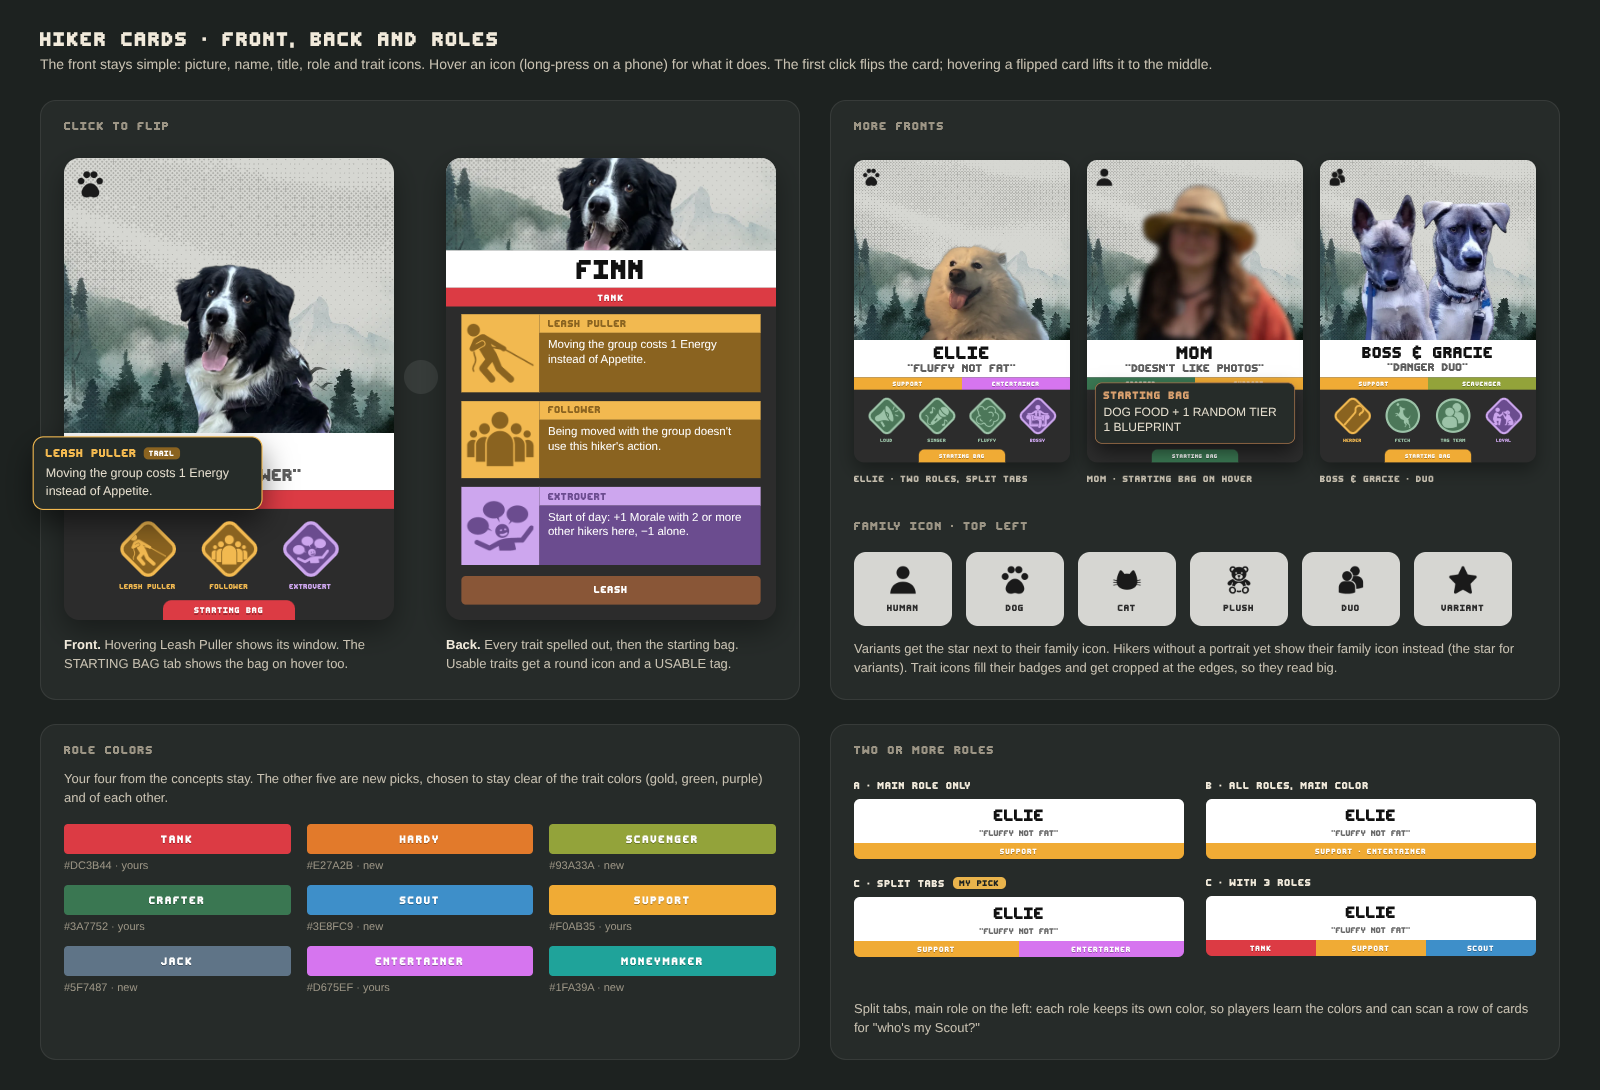 HIKER CARDS · FRONT, BACK AND ROLES
The front stays simple: picture, name, title, role and trait icons. Hover an icon (long-press on a phone) for what it does. The first click flips the card; hovering a flipped card lifts it to the middle.
CLICK TO FLIP
LEASH PULLER TRAIL
Moving the group costs 1 Energy
instead of Appetite.
LEASH PULLER
FOLLOWER
EXTROVERT
STARTING BAG
Front. Hovering Leash Puller shows its window. The
STARTING BAG tab shows the bag on hover too.
FINN
TANK
LEASH PULLER
Moving the group costs 1 Energy
instead of Appetite.
FOLLOWER
Being moved with the group doesn't
use this hiker's action.
EXTROVERT
Start of day: +1 Morale with 2 or more
other hikers here, −1 alone.
LEASH
Back. Every trait spelled out, then the starting bag.
Usable traits get a round icon and a USABLE tag.
MORE FRONTS
ELLIE
"FLUFFY NOT FAT"
SUPPORT
ENTERTAINER
LOUD
SINGER
FLUFFY
BOSSY
STARTING BAG
ELLIE · TWO ROLES, SPLIT TABS
MOM
"DOESN'T LIKE PHOTOS"
STARTING BAG
DOG FOOD + 1 RANDOM TIER
1 BLUEPRINT
STARTING BAG
MOM · STARTING BAG ON HOVER
BOSS & GRACIE
"DANGER DUO"
SUPPORT
SCAVENGER
HERDER
FETCH
TAG TEAM
LOYAL
STARTING BAG
BOSS & GRACIE · DUO
FAMILY ICON · TOP LEFT
HUMAN
DOG
CAT
PLUSH
DUO
VARIANT
Variants get the star next to their family icon. Hikers without a portrait yet show their family icon instead (the star for
variants). Trait icons fill their badges and get cropped at the edges, so they read big.
ROLE COLORS
Your four from the concepts stay. The other five are new picks, chosen to stay clear of the trait colors (gold, green, purple)
and of each other.
TANK
#DC3B44 · yours
HARDY
#E27A2B · new
SCAVENGER
#93A33A · new
CRAFTER
#3A7752 · yours
SCOUT
#3E8FC9 · new
SUPPORT
#F0AB35 · yours
JACK
#5F7487 · new
ENTERTAINER
#D675EF · yours
MONEYMAKER
#1FA39A · new
TWO OR MORE ROLES
A · MAIN ROLE ONLY
ELLIE
"FLUFFY NOT FAT"
SUPPORT
B · ALL ROLES, MAIN COLOR
ELLIE
"FLUFFY NOT FAT"
SUPPORT · ENTERTAINER
C · SPLIT TABS MY PICK
ELLIE
"FLUFFY NOT FAT"
SUPPORT
ENTERTAINER
C · WITH 3 ROLES
ELLIE
"FLUFFY NOT FAT"
TANK
SUPPORT
SCOUT
Split tabs, main role on the left: each role keeps its own color, so players learn the colors and can scan a row of cards
for "who's my Scout?"